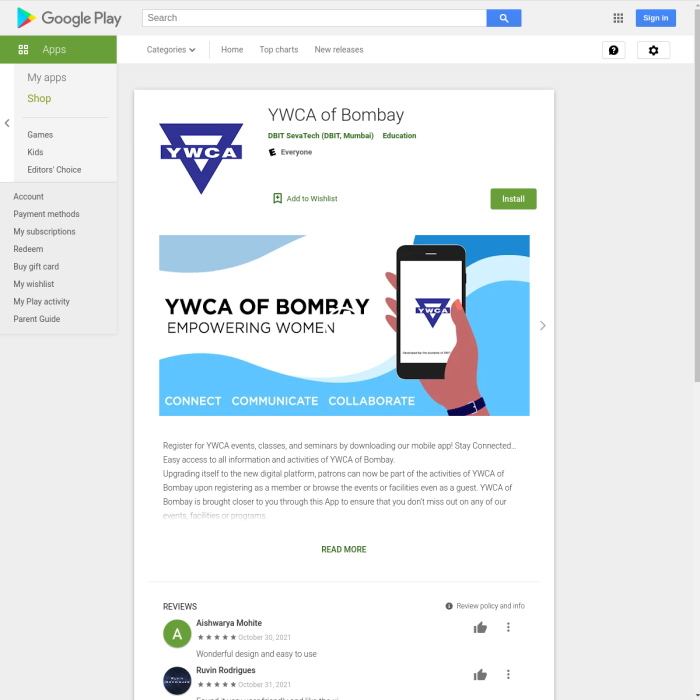 Google Play
Search
Sign in
Apps
Categories
Home
Top charts
New releases
My apps
Shop
Games
Kids
Editors' Choice
Account
Payment methods
My subscriptions
Redeem
Buy gift card
My wishlist
My Play activity
Parent Guide
YWCA
YWCA of Bombay
DBIT SevaTech (DBIT, Mumbai) Education
Everyone
Add to Wishlist
Install
YWCA OF BOMBAY
EMPOWERING WOMEN
YWCA
CONNECT COMMUNICATE COLLABORATE
Register for YWCA events, classes, and seminars by downloading our mobile app! Stay Connected...
Easy access to all information and activities of YWCA of Bombay.
Upgrading itself to the new digital platform, patrons can now be part of the activities of YWCA of
Bombay upon registering as a member or browse the events or facilities even as a guest. YWCA of
Bombay is brought closer to you through this App to ensure that you don't miss out on any of our
events, facilities or programs.
READ MORE
REVIEWS
Review policy and info
A
Aishwarya Mohite
October 30, 2021
Wonderful design and easy to use
Ruvin Rodrigues
October 31, 2021